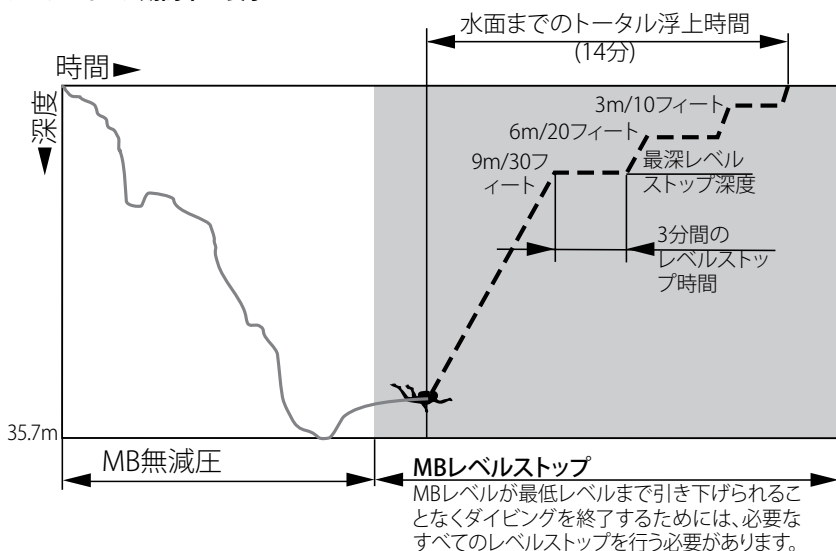 水面までのトータル浮上時間
(14分)
時間
深度
3m/10フィート
6m/20フィート
9m/30フ
ィート
最深レベル
ストップ深度
3分間の
レベルストッ
プ時間
35.7m
MB無減圧
MBレベルストップ
MBレベルが最低レベルまで引き下げられるこ
となくダイビングを終了するためには、必要な
すべてのレベルストップを行う必要があります。